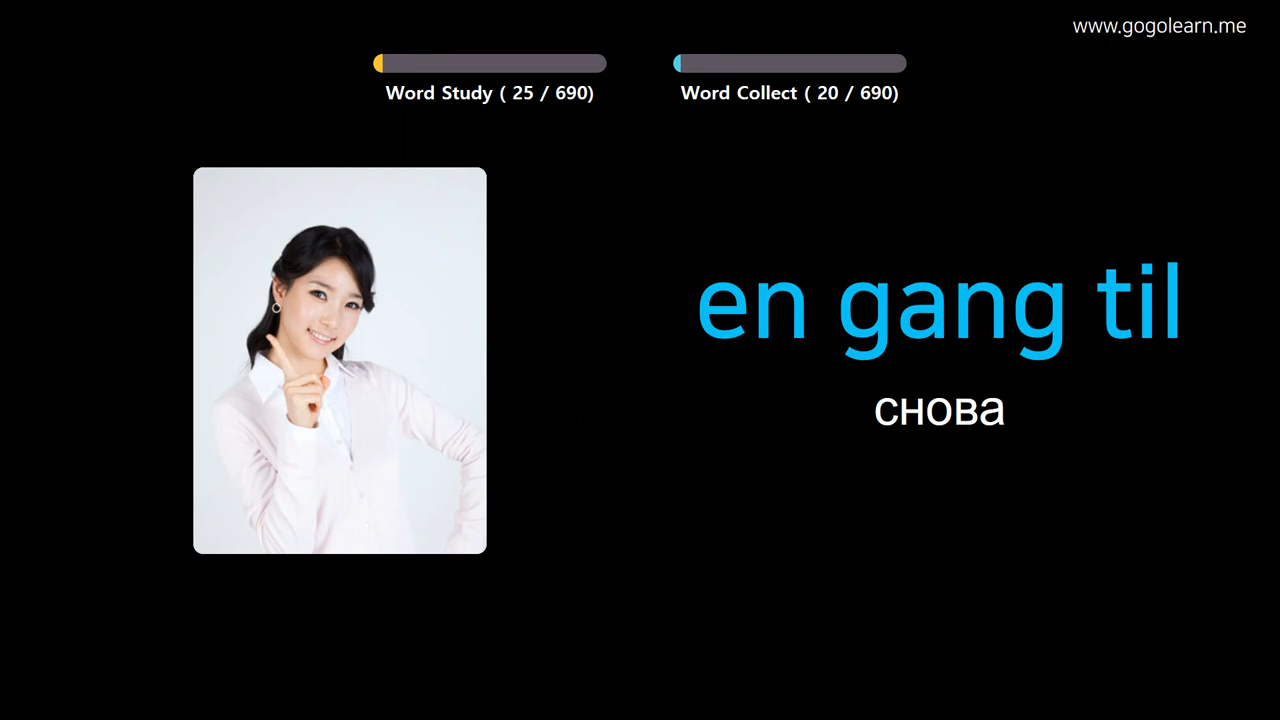 www.gogolearn.me
Word Study ( 25 / 690)
Word Collect ( 20 / 690)
en gang til
снова